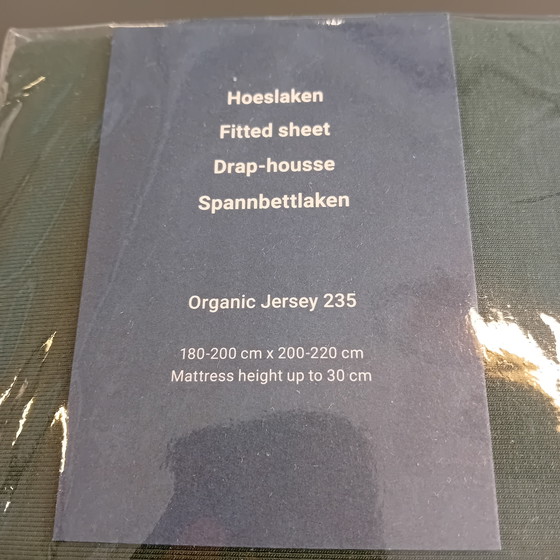 Hoeslaken
Fitted sheet
Drap-housse
Spannbettlaken
Organic Jersey 235
180-200 cm x 200-220 cm
Mattress height up to 30 cm